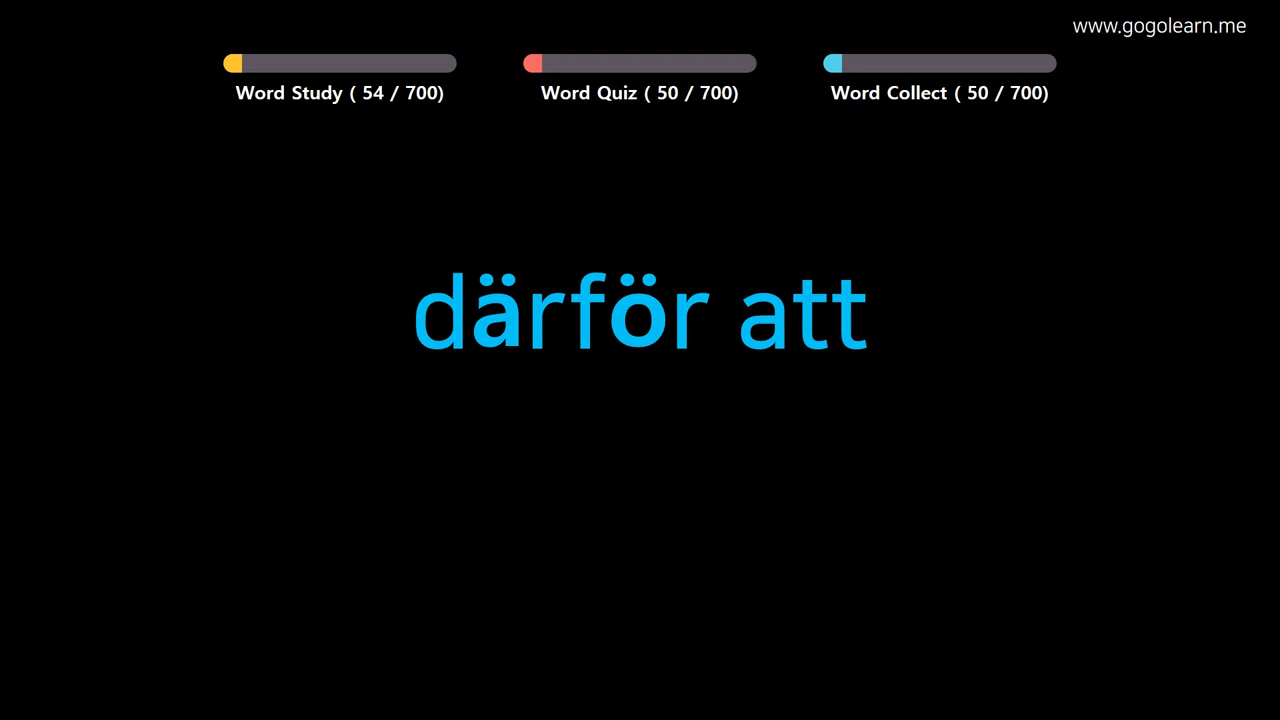 www.gogolearn.me
Word Study ( 54 / 700)
Word Quiz ( 50 / 700)
Word Collect ( 50 / 700)
därför att